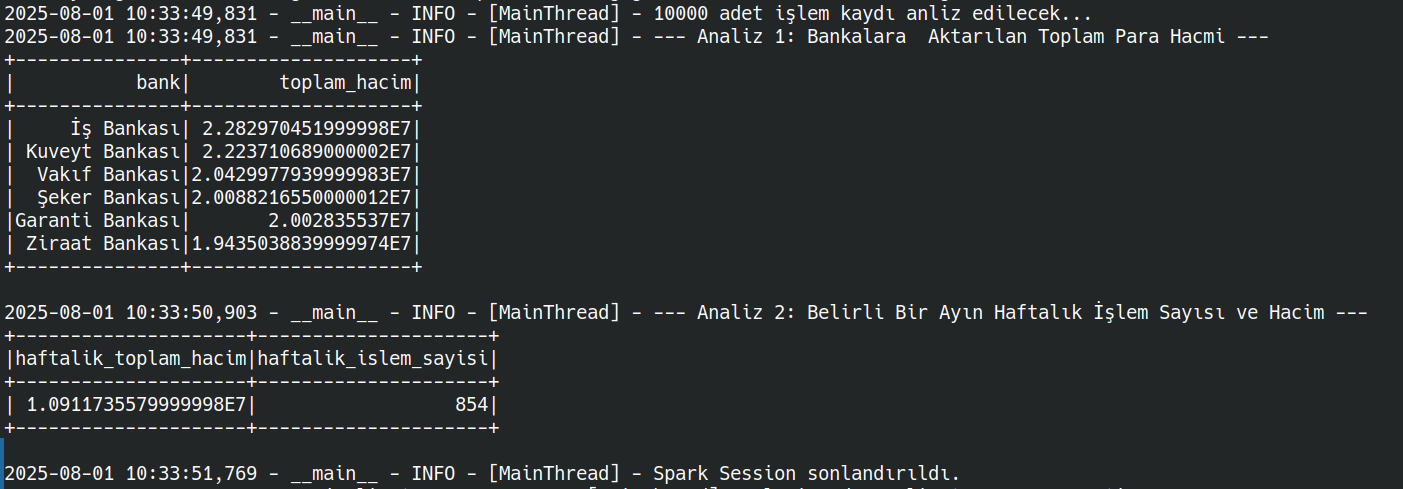 2025-08-01 10:33:49,831 - __main__ - INFO - [MainThread] - 10000 adet işlem kaydı anliz edilecek...
2025-08-01 10:33:49,831 - __main__ - INFO - [MainThread] - --- Analiz 1: Bankalara  Aktarılan Toplam Para Hacmi ---
+---------------+--------------------+
|           bank|        toplam_hacim|
+---------------+--------------------+
|     İş Bankası| 2.282970451999998E7|
| Kuveyt Bankası| 2.223710689000002E7|
|  Vakıf Bankası|2.0429977939999983E7|
|  Şeker Bankası|2.0088216550000012E7|
|Garanti Bankası|       2.002835537E7|
| Ziraat Bankası|1.9435038839999974E7|
+---------------+--------------------+
2025-08-01 10:33:50,903 - __main__ - INFO - [MainThread] - --- Analiz 2: Belirli Bir Ayın Haftalık İşlem Sayısı ve Hacim ---
+---------------------+---------------------+
|haftalik_toplam_hacim|haftalik_islem_sayisi|
+---------------------+---------------------+
| 1.0911735579999998E7|                  854|
+---------------------+---------------------+
2025-08-01 10:33:51,769 - __main__ - INFO - [MainThread] - Spark Session sonlandırıldı.